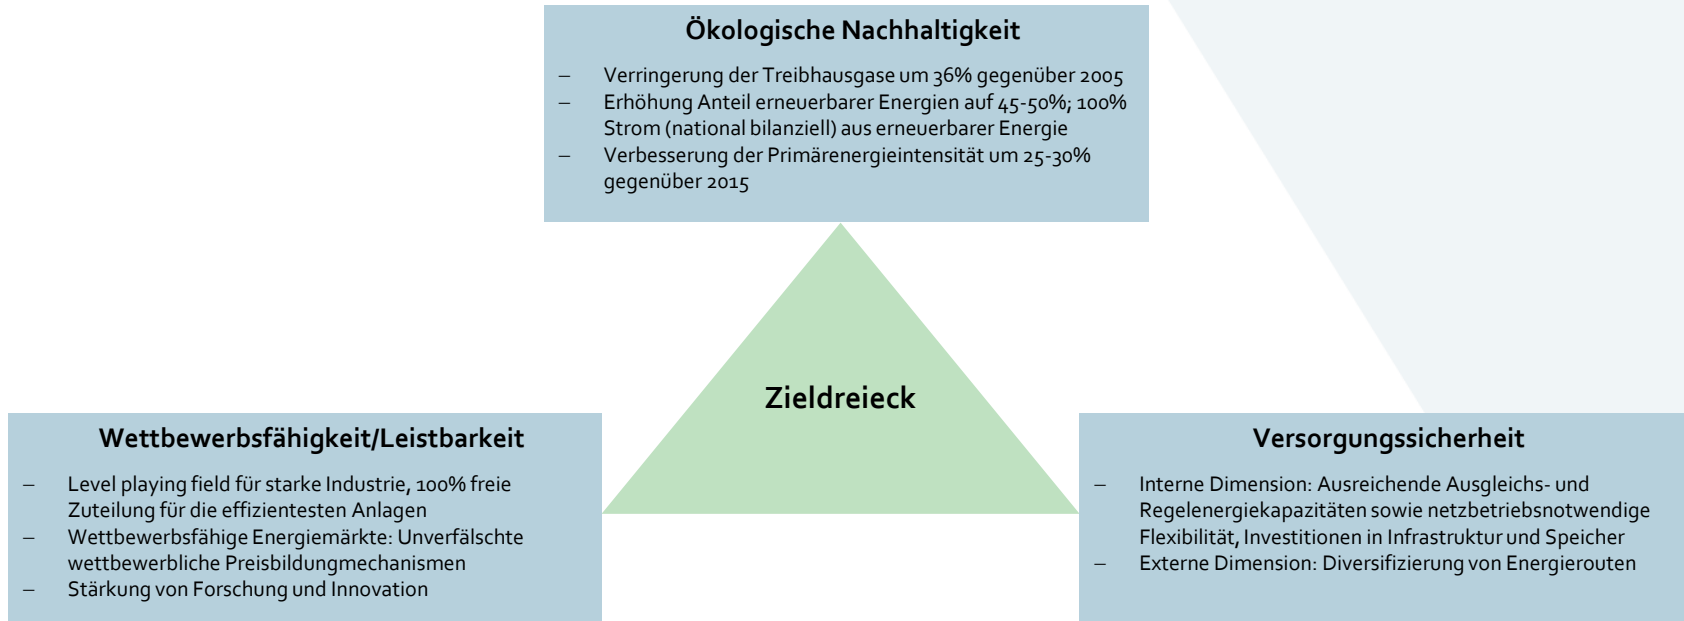 Ökologische Nachhaltigkeit
– Verringerung der Treibhausgase um 36% gegenüber 2005
– Erhöhung Anteil erneuerbarer Energien auf 45-50%; 100%
Strom (national bilanziell) aus erneuerbarer Energie
– Verbesserung der Primärenergieintensität um 25-30%
gegenüber 2015
Zieldreieck
Wettbewerbsfähigkeit/Leistbarkeit
– Level playing field für starke Industrie, 100% freie
Zuteilung für die effizientesten Anlagen
– Wettbewerbsfähige Energiemärkte: Unverfälschte
wettbewerbliche Preisbildungmechanismen
– Stärkung von Forschung und Innovation
Versorgungssicherheit
– Interne Dimension: Ausreichende Ausgleichs- und
Regelenergiekapazitäten sowie netzbetriebsnotwendige
Flexibilität, Investitionen in Infrastruktur und Speicher
– Externe Dimension: Diversifizierung von Energierouten